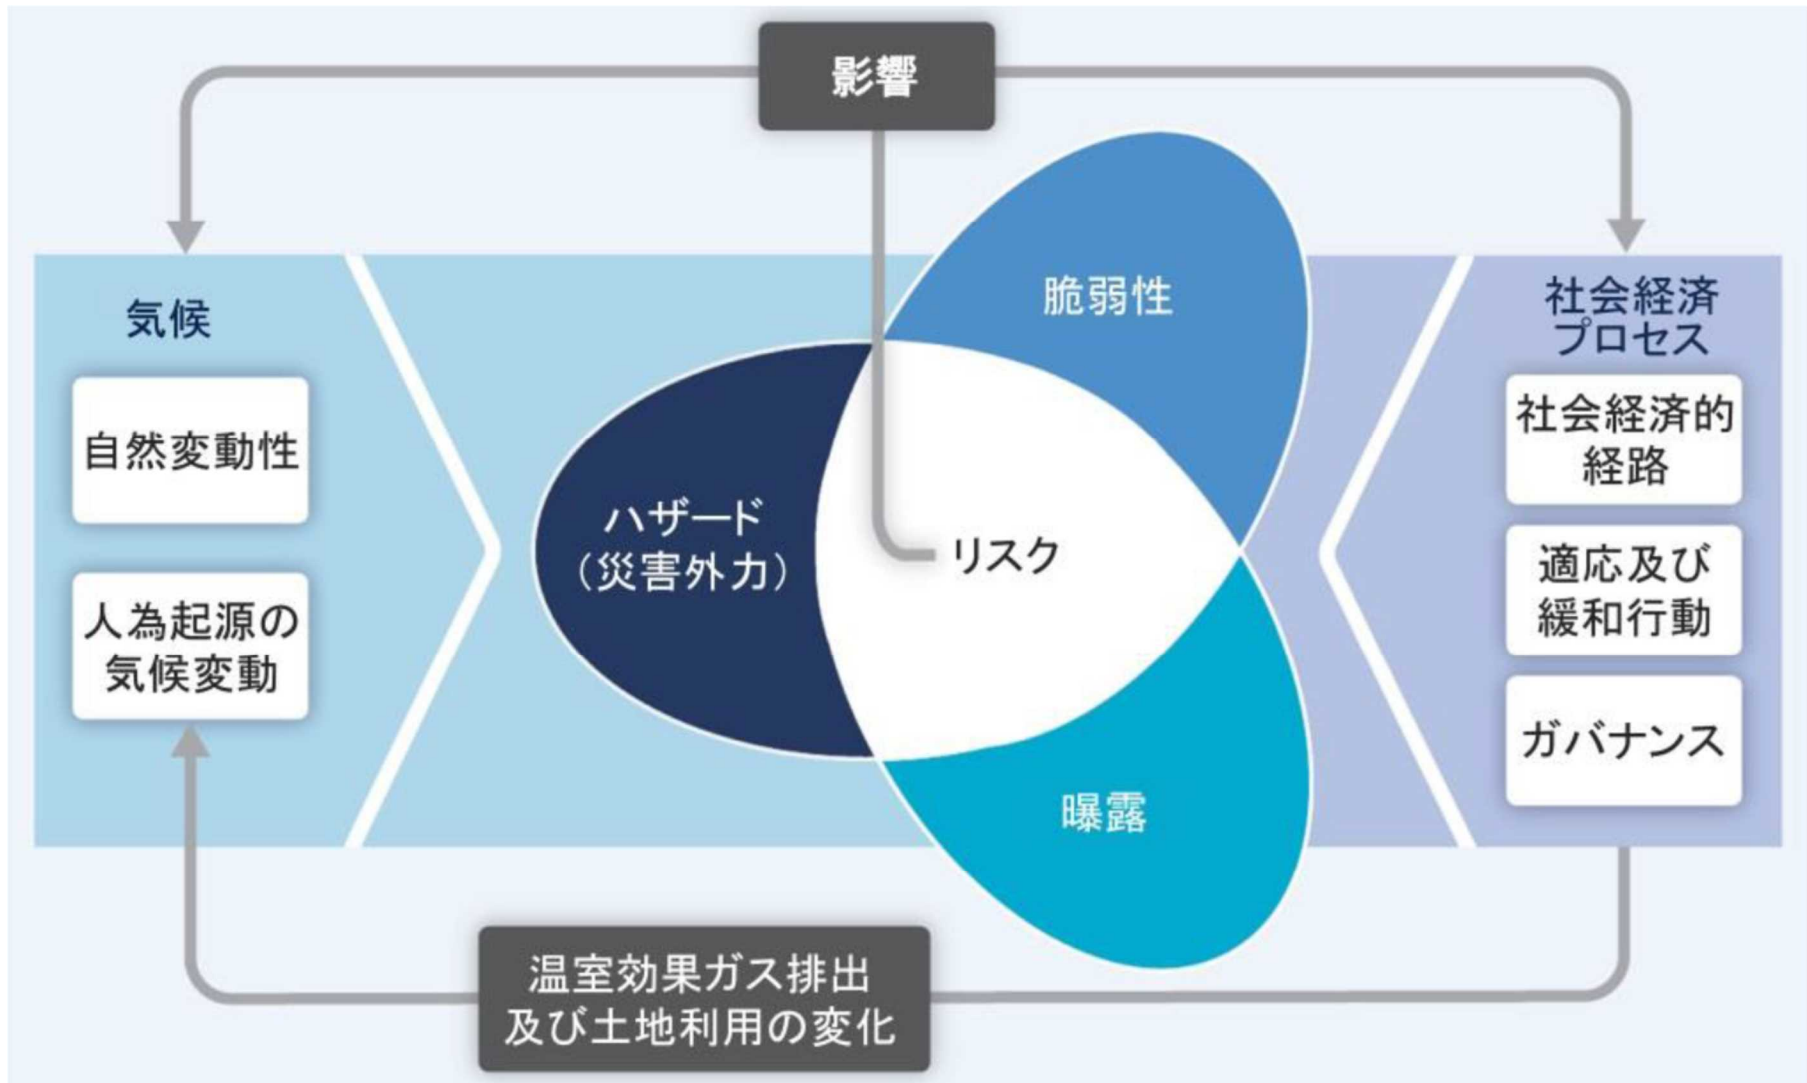 影響
気候
自然変動性
人為起源の
気候変動
脆弱性
ハザード
（災害外力）
リスク
曝露
社会経済
プロセス
社会経済的
経路
適応及び
緩和行動
ガバナンス
温室効果ガス排出
及び土地利用の変化